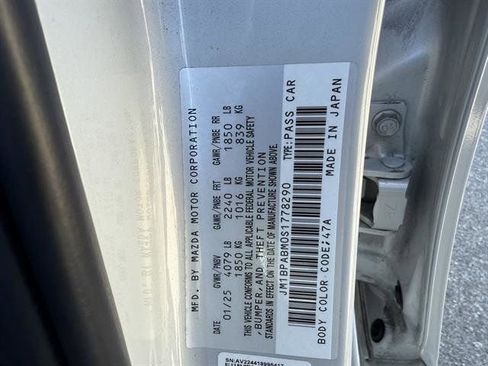 MFD. BY MAZDA MOTOR CORPORATION
DATE GVWR/PNBV GAWR/PNBE FRT GAWR/PNBE RR
01/25 4079 LB 2240 LB 1850 LB
1850 KG 1016 KG 839 KG
THIS VEHICLE CONFORMS TO ALL APPLICABLE FEDERAL MOTOR VEHICLE SAFETY
,BUMPER,AND THEFT PREVENTION
STANDARDS IN EFFECT ON THE DATE OF MANUFACTURE SHOWN ABOVE.
JM1BPABM0S1778290 TYPE:PASS CAR
BODY COLOR CODE:47A MADE IN JAPAN